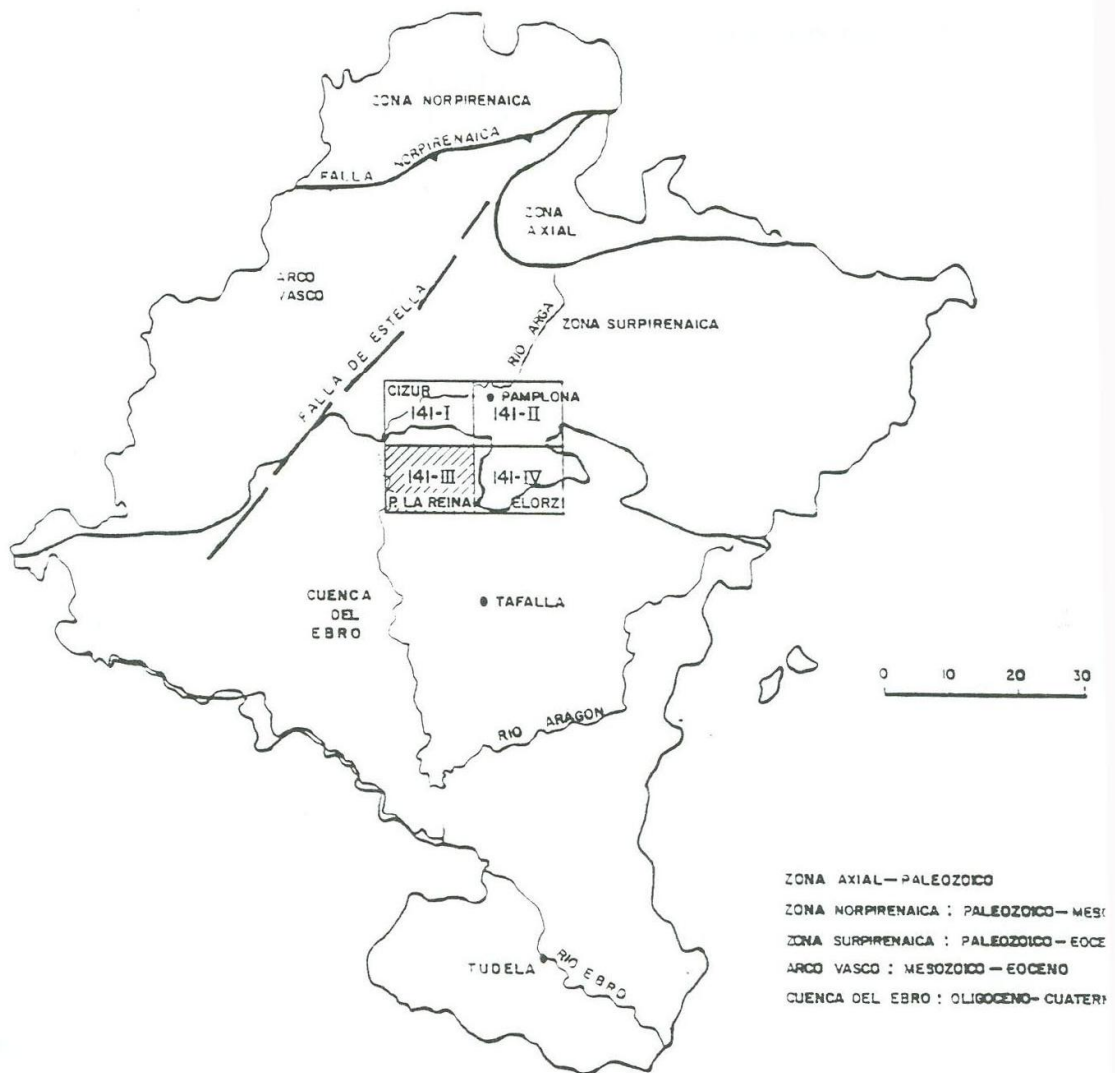 ZONA NORPIRENAICA
FALLA NORPIRENAICA
ZONA
AXIAL
ARCO
VASCO
FALLA DE ESTELLA
RIO ARGA
ZONA SURPIRENAICA
CIZUR
PAMPLONA
141-I
141-II
141-III
141-IV
P. LA REINA
ELORZ
CUENCA
DEL
EBRO
TAFALLA
RIO ARAGON
0 10 20 30
TUDELA
RIO EBRO
ZONA AXIAL—PALEOZOICO
ZONA NORPIRENAICA : PALEOZOICO—MES
ZONA SURPIRENAICA : PALEOZOICO—EOCE
ARCO VASCO : MESOZOICO—EOCENO
CUENCA DEL EBRO : OLIGOCENO—CUATER